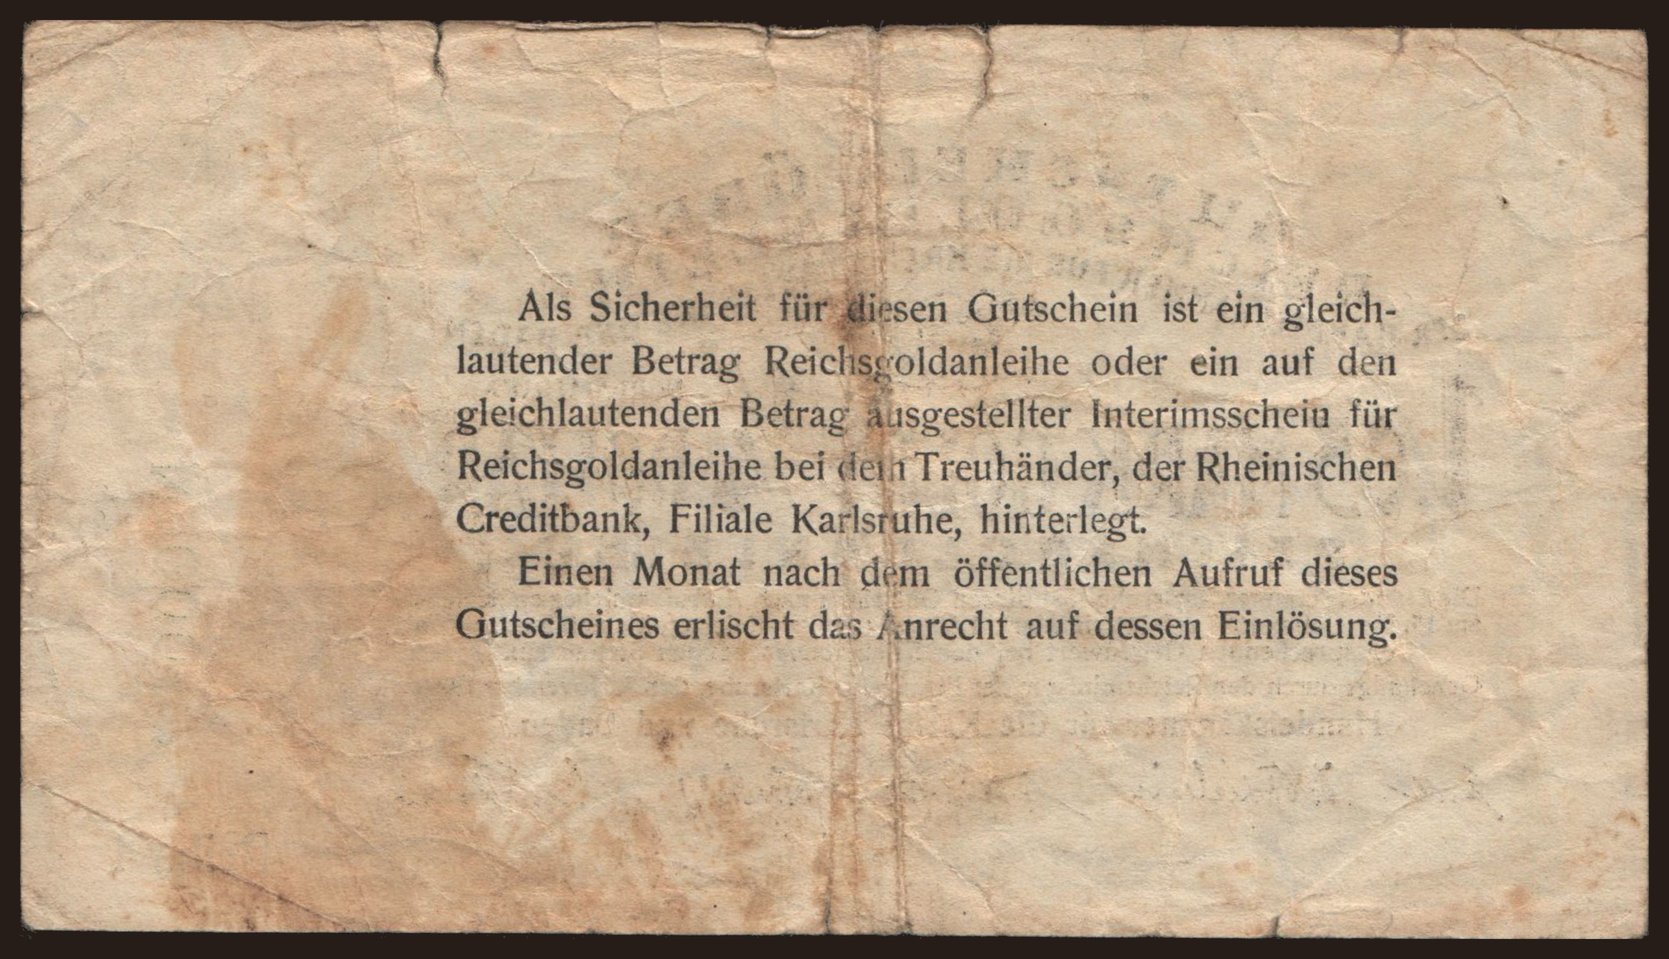 Als Sicherheit für diesen Gutschein ist ein gleich-
lautender Betrag Reichsgoldanleihe oder ein auf den
gleichlautenden Betrag ausgestellter Interimsschein für
Reichsgoldanleihe bei dem Treuhänder, der Rheinischen
Creditbank, Filiale Karlsruhe, hinterlegt.
Einen Monat nach dem öffentlichen Aufruf dieses
Gutscheines erlischt das Anrecht auf dessen Einlösung.